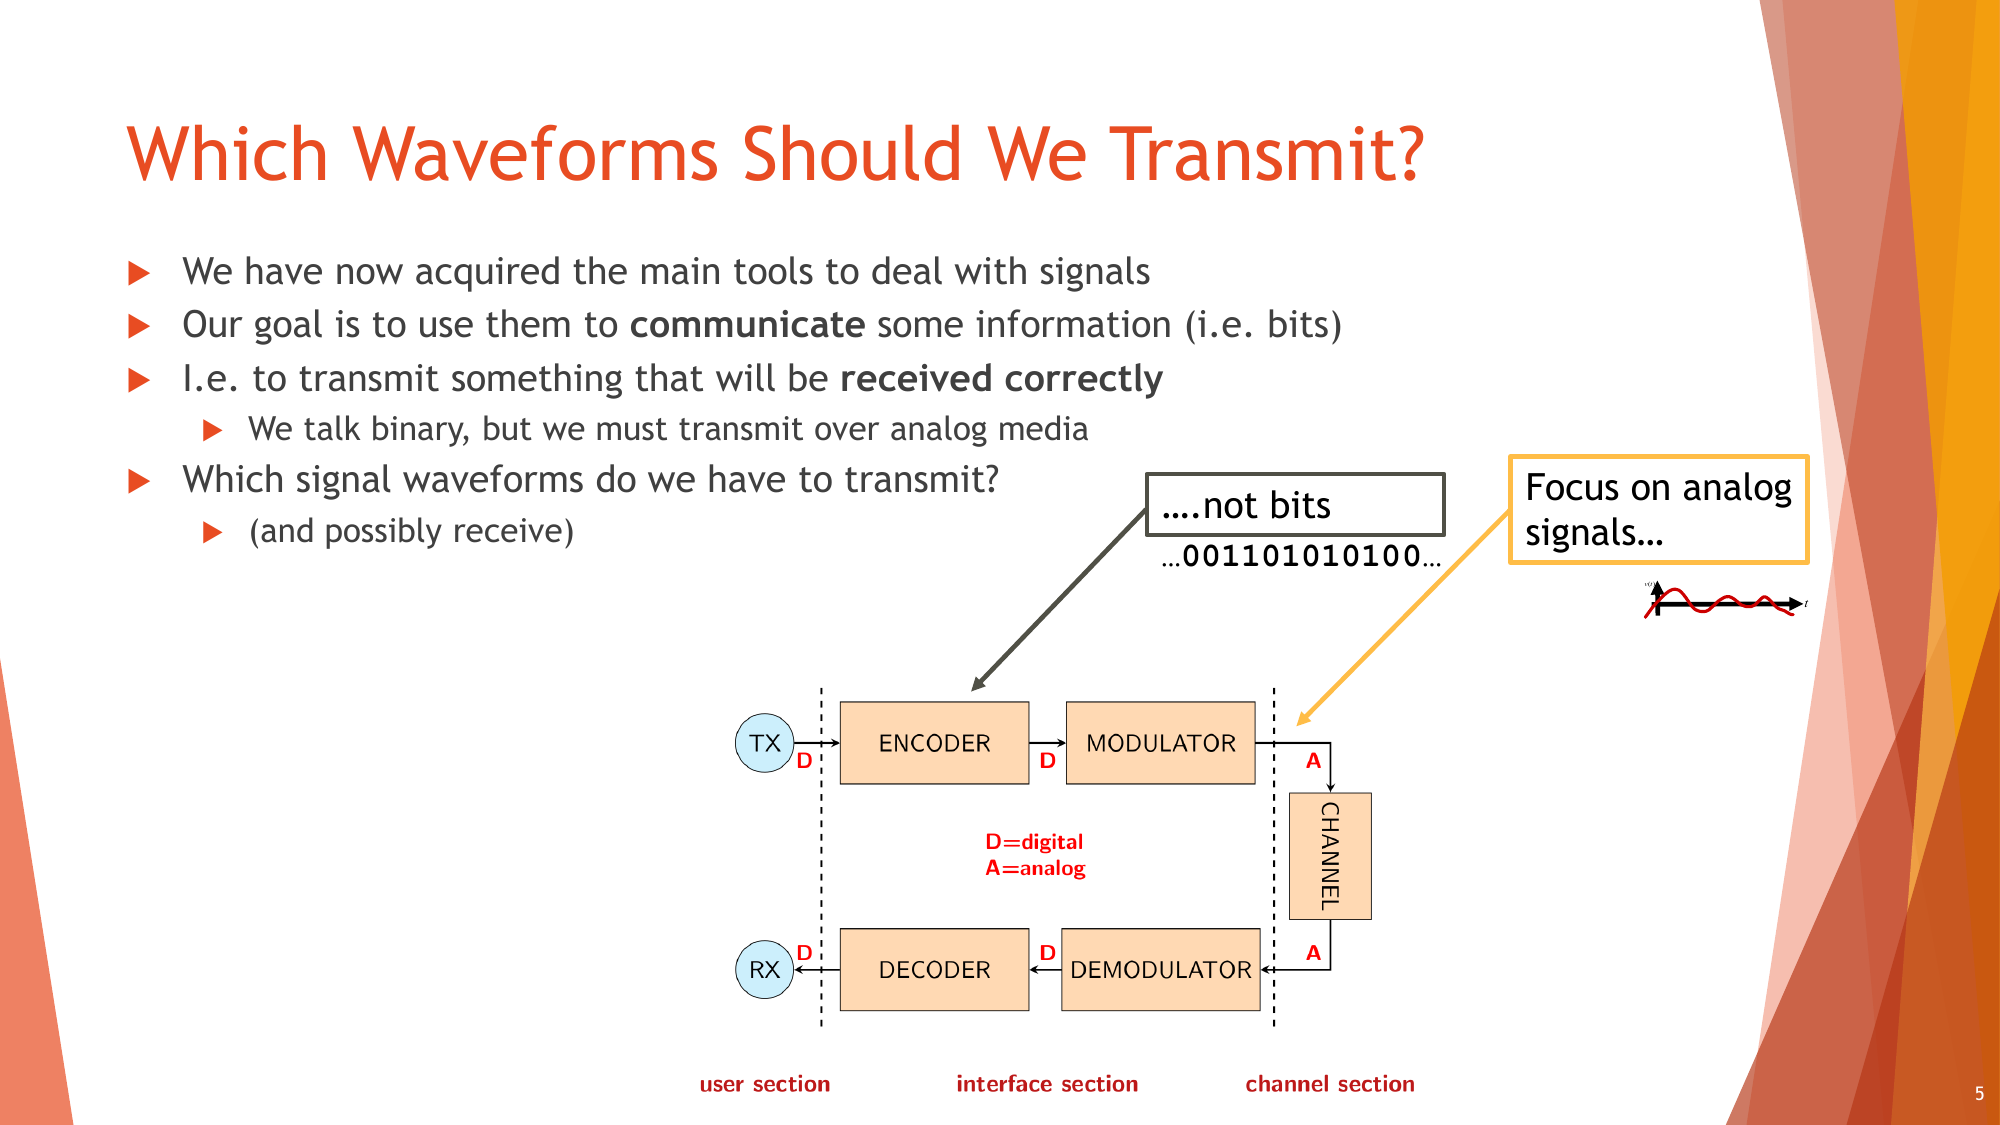 Which Waveforms Should We Transmit?
We have now acquired the main tools to deal with signals
Our goal is to use them to communicate some information (i.e. bits)
I.e. to transmit something that will be received correctly
We talk binary, but we must transmit over analog media
Which signal waveforms do we have to transmit?
(and possibly receive)
….not bits
…001101010100…
Focus on analog
signals…
t
TX
D
ENCODER
D
MODULATOR
A
CHANNEL
D=digital
A=analog
RX
D
DECODER
D
DEMODULATOR
A
user section
interface section
channel section
5